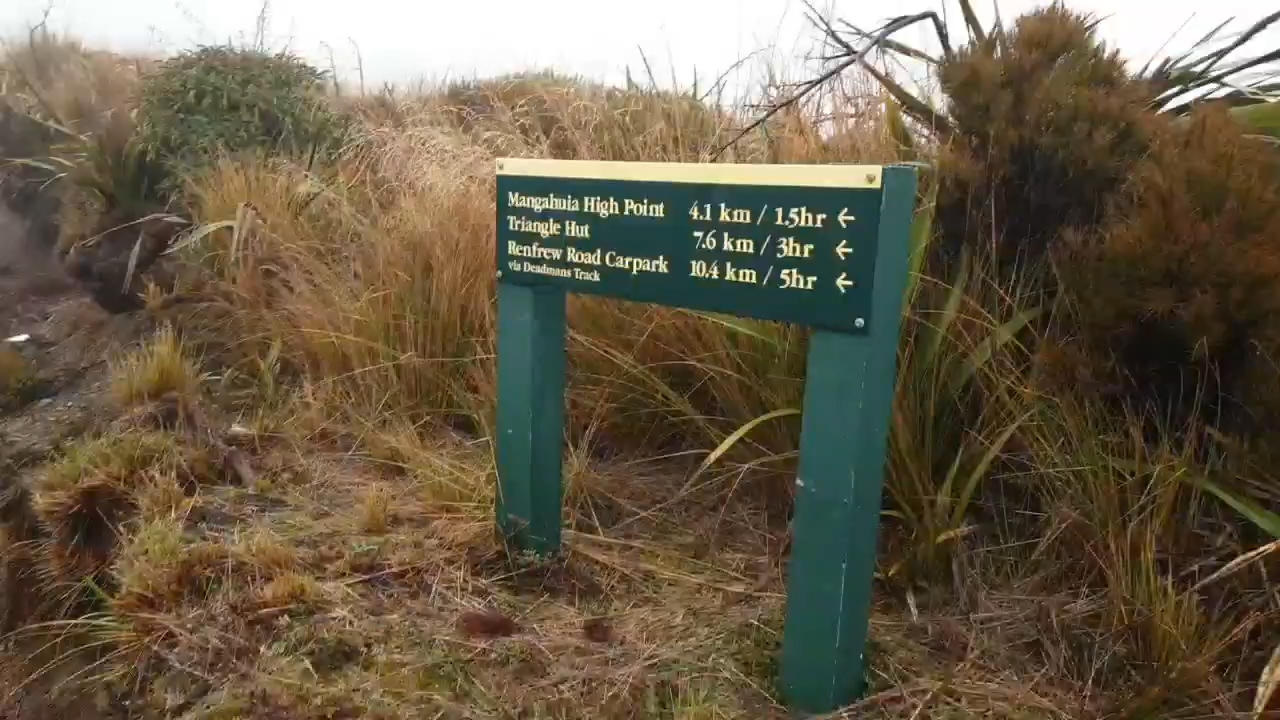 Mangahuia High Point 4.1 km / 1.5hr ←
Triangle Hut 7.6 km / 3hr ←
Renfrew Road Carpark 10.4 km / 5hr ←
via Deadmans Track